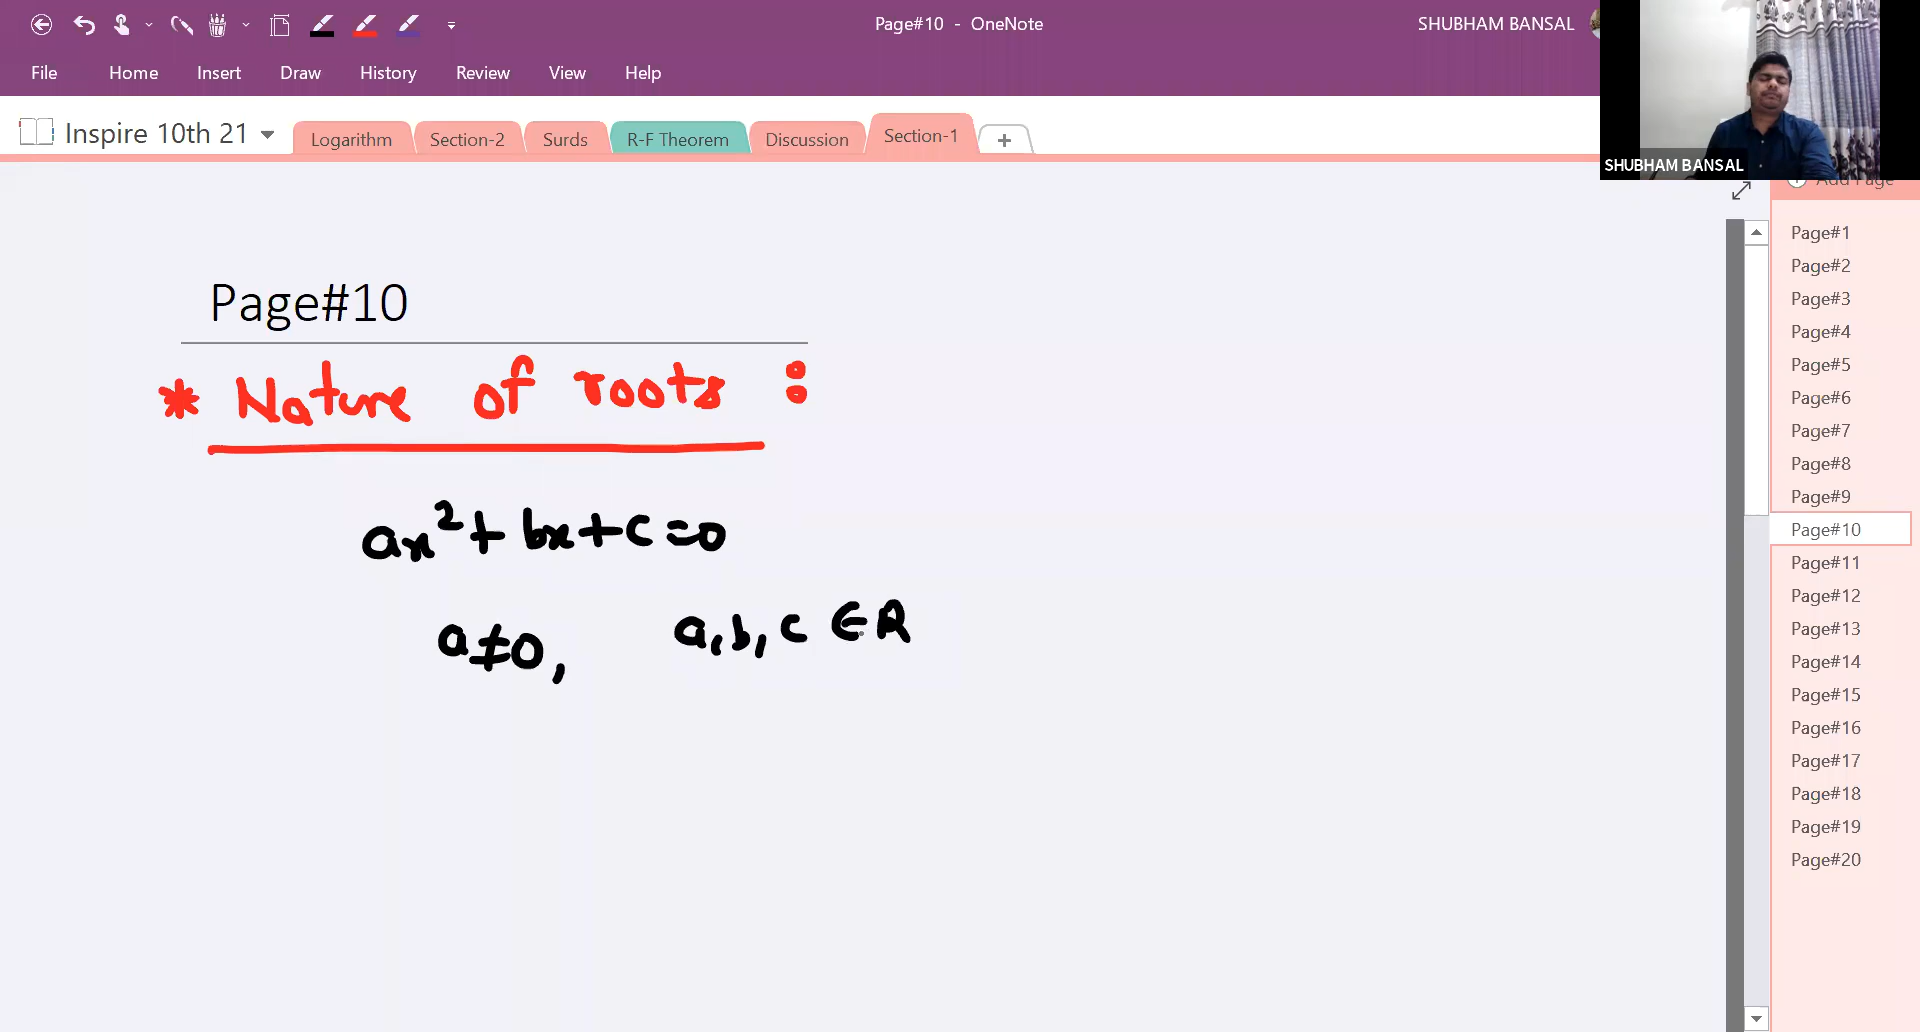 Page#10 - OneNote
SHUBHAM BANSAL
File Home Insert Draw History Review View Help
SHUBHAM BANSAL
Inspire 10th 21
Logarithm Section-2 Surds R-F Theorem Discussion Section-1 +
Add Page
Page#10
* Nature of roots :
ax²+ bx+c=0
a≠0, a, b, c ∈R
Page#1
Page#2
Page#3
Page#4
Page#5
Page#6
Page#7
Page#8
Page#9
Page#10
Page#11
Page#12
Page#13
Page#14
Page#15
Page#16
Page#17
Page#18
Page#19
Page#20